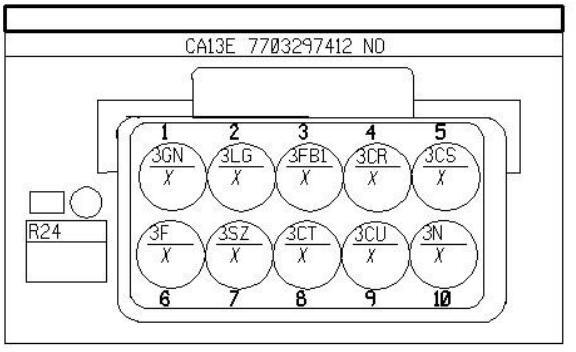 CA13E 7703297412 ND
1 2 3 4 5
3GN 3LG 3FB1 3CR 3CS
X X X X X
R24
3F 3SZ 3CT 3CU 3N
X X X X X
6 7 8 9 10